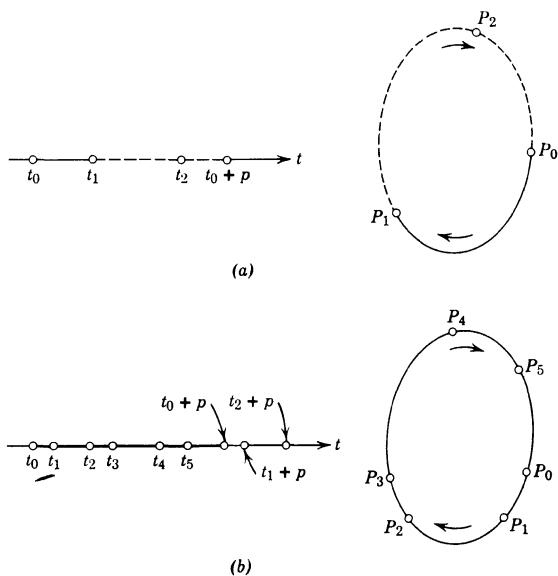 P₂
P₀
P₁
t₀ t₁ t₂ t₀ + p t
(a)
P₄
P₅
P₀
P₁
P₂
P₃
t₀ + p t₂ + p
t
t₀ t₁ t₂ t₃ t₄ t₅ t₁ + p
(b)